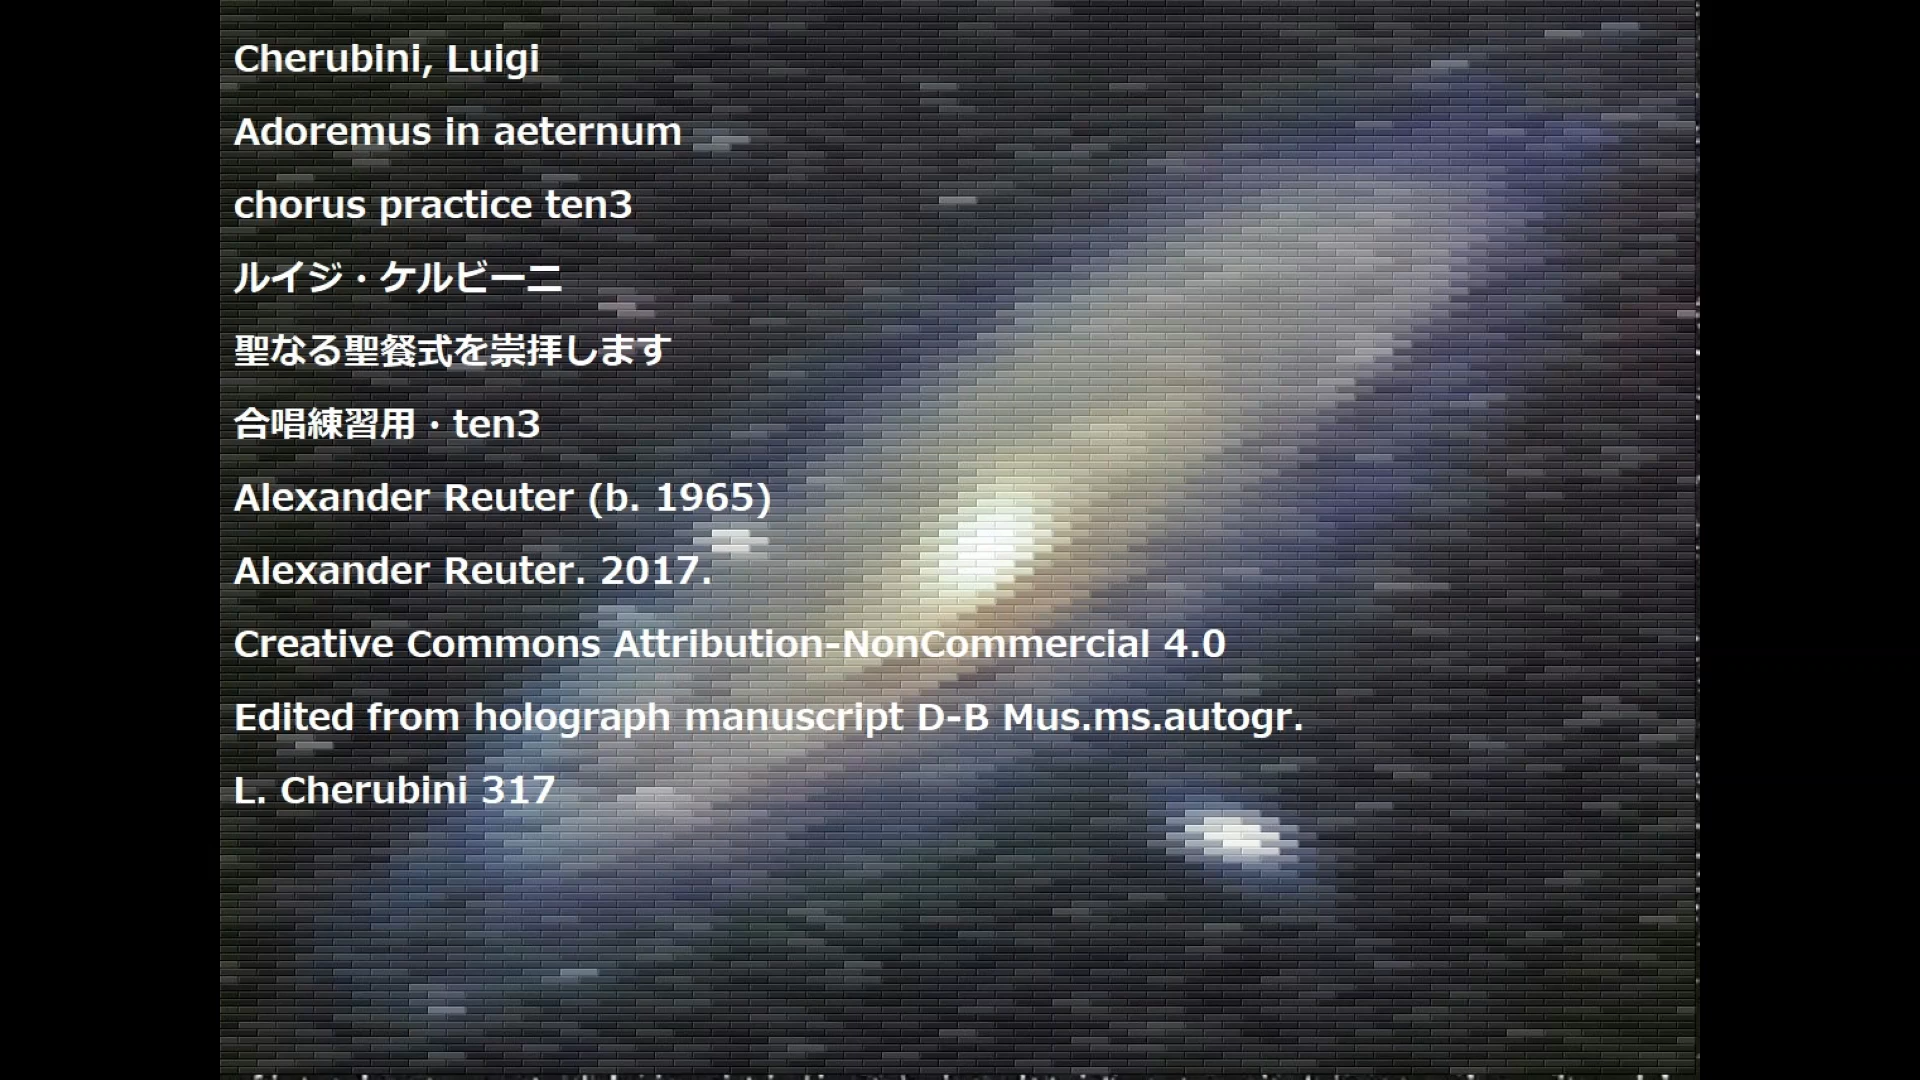 Cherubini, Luigi
Adoremus in aeternum
chorus practice ten3
ルイジ・ケルビーニ
聖なる聖餐式を崇拝します
合唱練習用・ten3
Alexander Reuter (b. 1965)
Alexander Reuter. 2017.
Creative Commons Attribution-NonCommercial 4.0
Edited from holograph manuscript D-B Mus.ms.autogr.
L. Cherubini 317